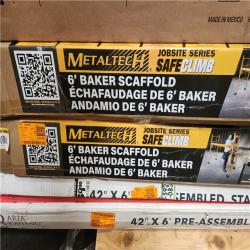 MADE IN MEXICO
METALTECH
JOBSITE SERIES
SAFECLIMB
6' BAKER SCAFFOLD
ÉCHAFAUDAGE DE 6' BAKER
ANDAMIO DE 6' BAKER
METALTECH
JOBSITE SERIES
SAFECLIMB
6' BAKER SCAFFOLD
ÉCHAFAUDAGE DE 6' BAKER
ANDAMIO DE 6' BAKER
42" X 6'
ARIA
42" X 6' PRE-ASSEMBL